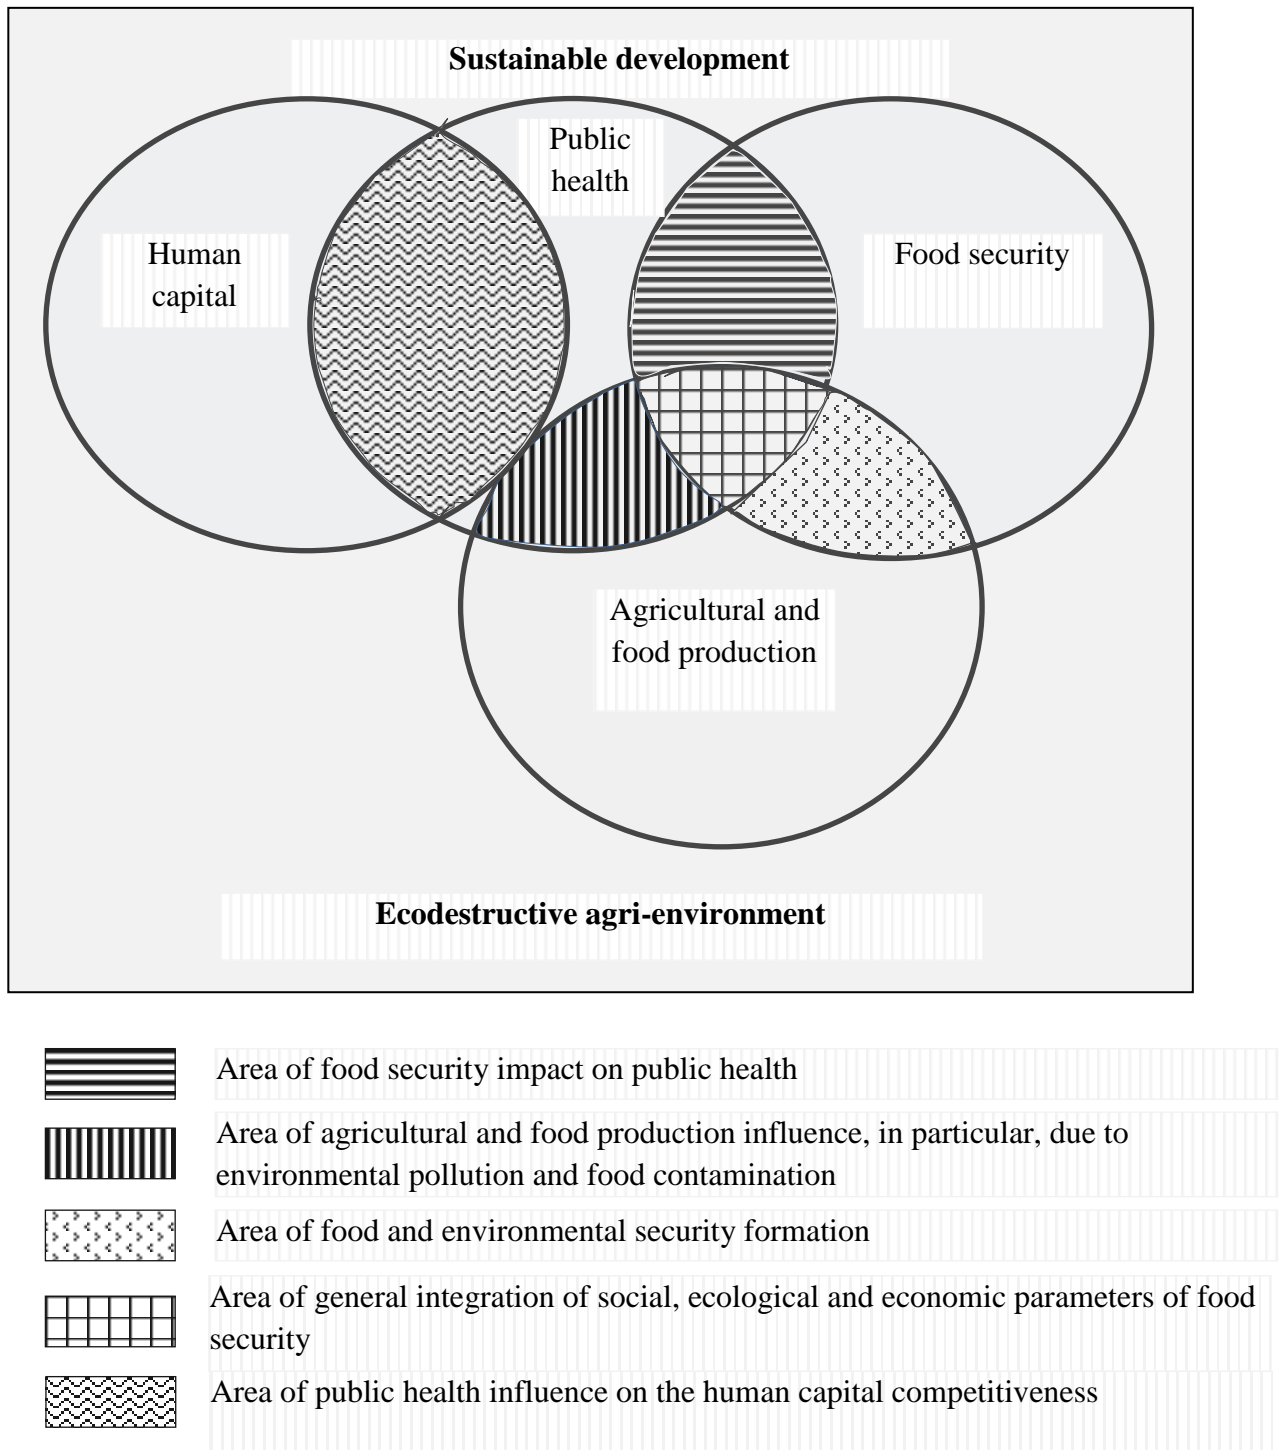 Sustainable development
Public
health
Human
capital
Food security
Agricultural and
food production
Ecodestructive agri-environment
Area of food security impact on public health
Area of agricultural and food production influence, in particular, due to
environmental pollution and food contamination
Area of food and environmental security formation
Area of general integration of social, ecological and economic parameters of food
security
Area of public health influence on the human capital competitiveness